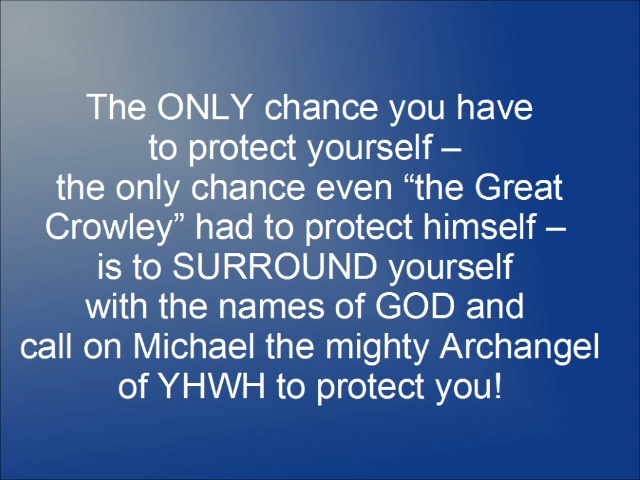 The ONLY chance you have
to protect yourself –
the only chance even “the Great
Crowley” had to protect himself –
is to SURROUND yourself
with the names of GOD and
call on Michael the mighty Archangel
of YHWH to protect you!